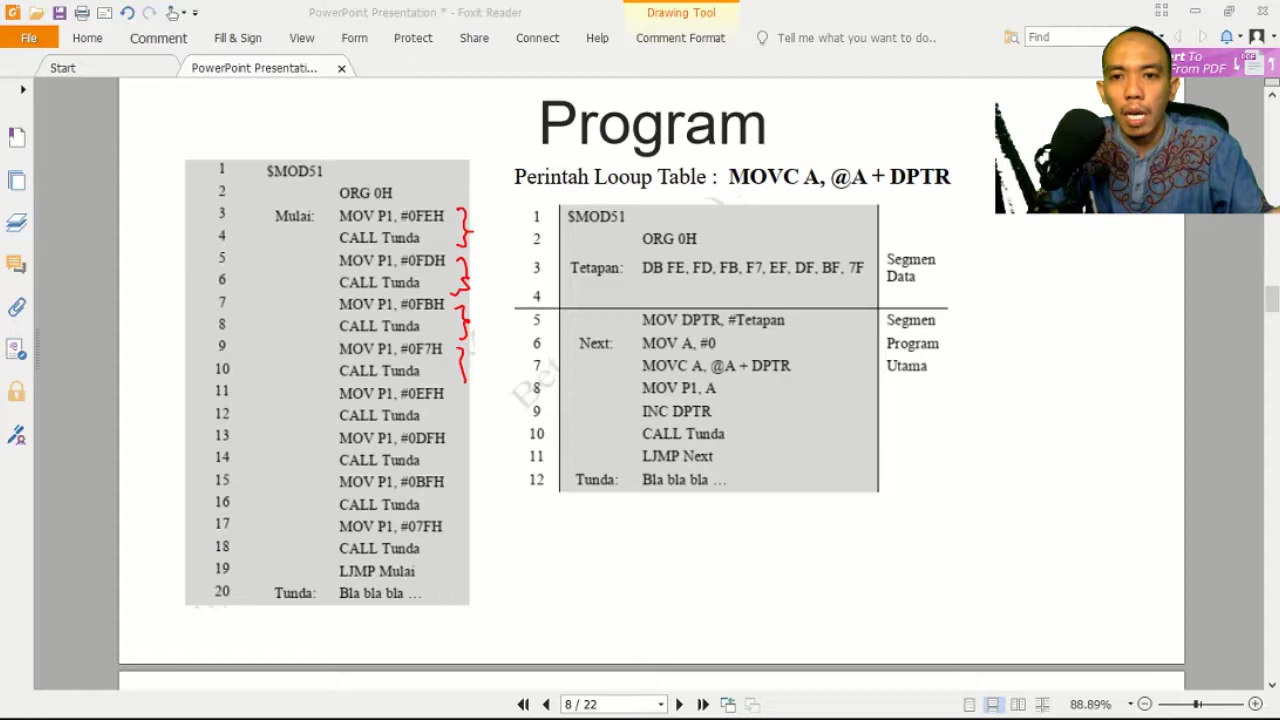 PowerPoint Presentation * - Foxit Reader
Drawing Tool
File Home Comment Fill & Sign View Form Protect Share Connect Help Comment Format Tell me what you want to do.. Find
Start PowerPoint Presentati...
From PDF
Program
Perintah Looup Table : MOVC A, @A + DPTR
1 $MOD51
2 ORG 0H
3 Mulai: MOV P1, #0FEH
4 CALL Tunda
5 MOV P1, #0FDH
6 CALL Tunda
7 MOV P1, #0FBH
8 CALL Tunda
9 MOV P1, #0F7H
10 CALL Tunda
11 MOV P1, #0EFH
12 CALL Tunda
13 MOV P1, #0DFH
14 CALL Tunda
15 MOV P1, #0BFH
16 CALL Tunda
17 MOV P1, #07FH
18 CALL Tunda
19 LJMP Mulai
20 Tunda: Bla bla bla ...
1 $MOD51
2 ORG 0H
3 Tetapan: DB FE, FD, FB, F7, EF, DF, BF, 7F Segmen Data
4
5 MOV DPTR, #Tetapan Segmen
6 Next: MOV A, #0 Program
7 MOVC A, @A + DPTR Utama
8 MOV P1, A
9 INC DPTR
10 CALL Tunda
11 LJMP Next
12 Tunda: Bla bla bla ...
8 / 22
88.89%